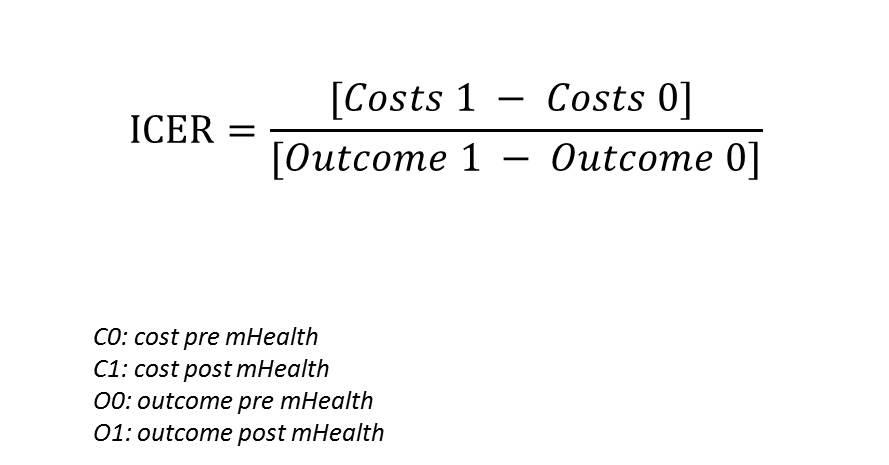 [Costs 1 − Costs 0]
ICER =
[Outcome 1 − Outcome 0]
C0: cost pre mHealth
C1: cost post mHealth
O0: outcome pre mHealth
O1: outcome post mHealth